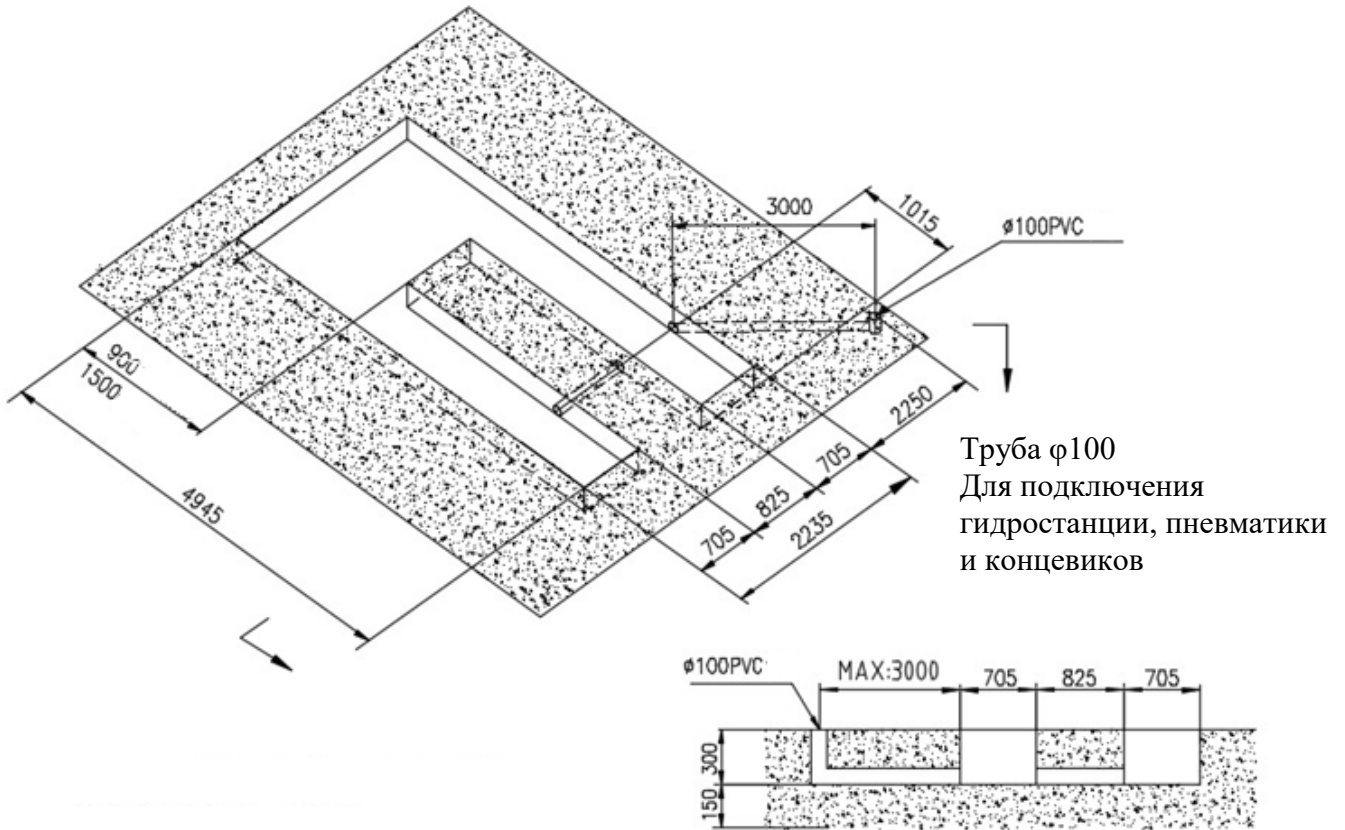 3000
1015
ø100PVC
900
1500
4945
2250
705
825
705
2235
Труба φ100
Для подключения
гидростанции, пневматики
и концевиков
ø100PVC
MAX:3000
705
825
705
300
150